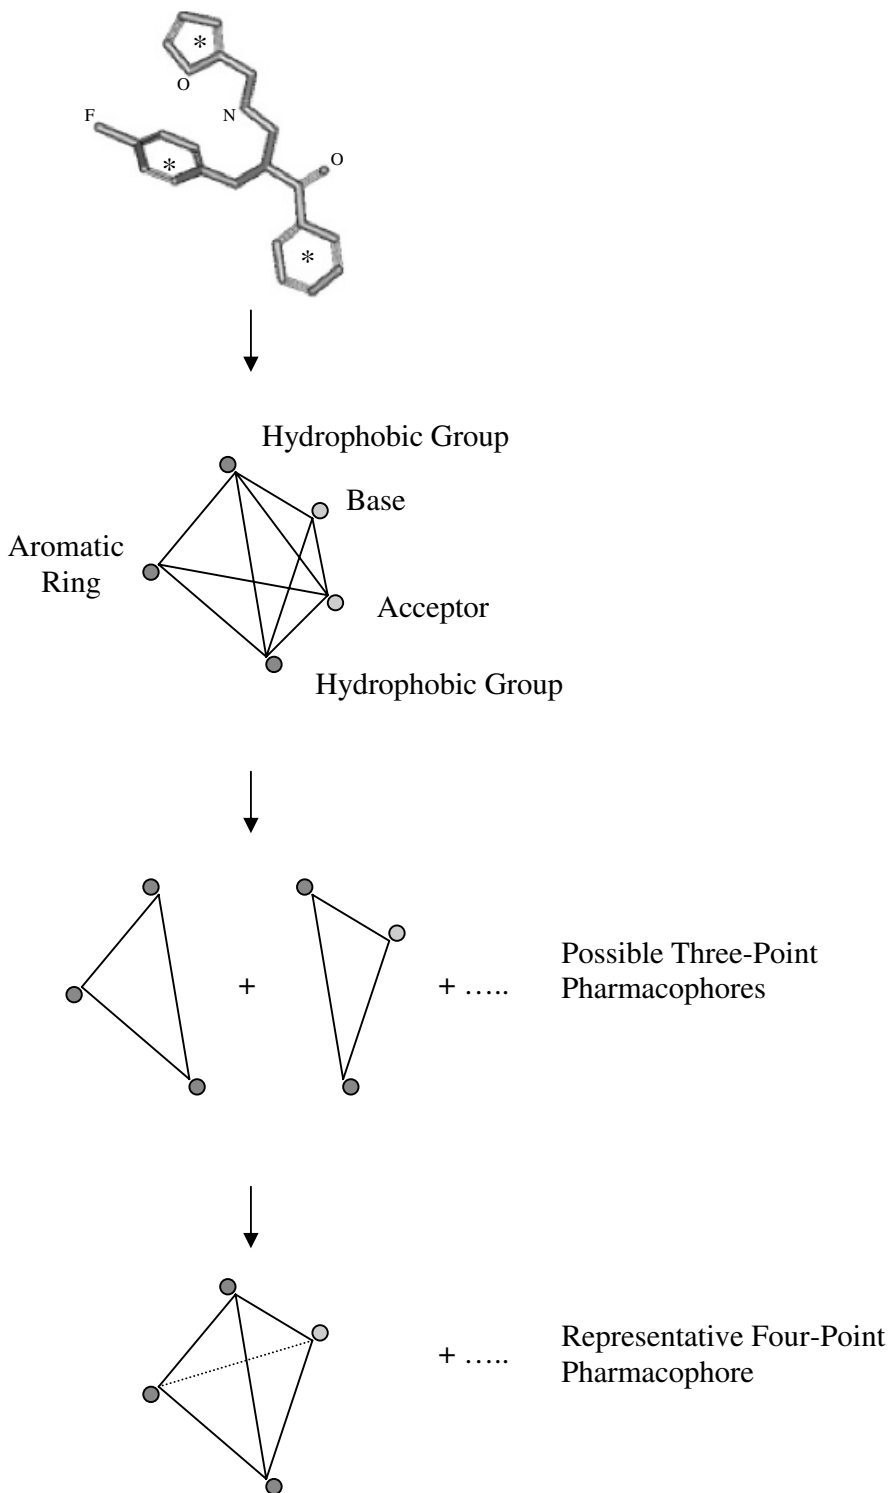 *
O
F
N
*
O
*
Hydrophobic Group
Base
Aromatic
Ring
Acceptor
Hydrophobic Group
+
+ …..
Possible Three-Point
Pharmacophores
+ …..
Representative Four-Point
Pharmacophore